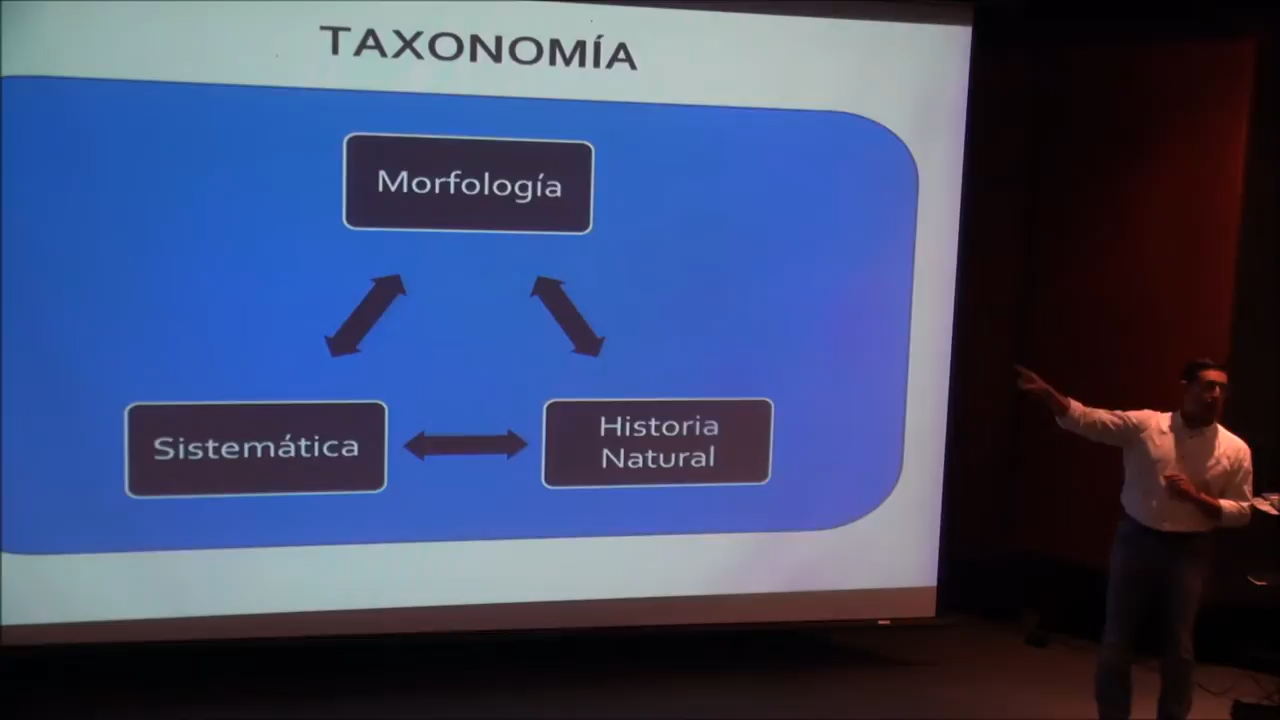 TAXONOMÍA
Morfología
Sistemática
Historia
Natural